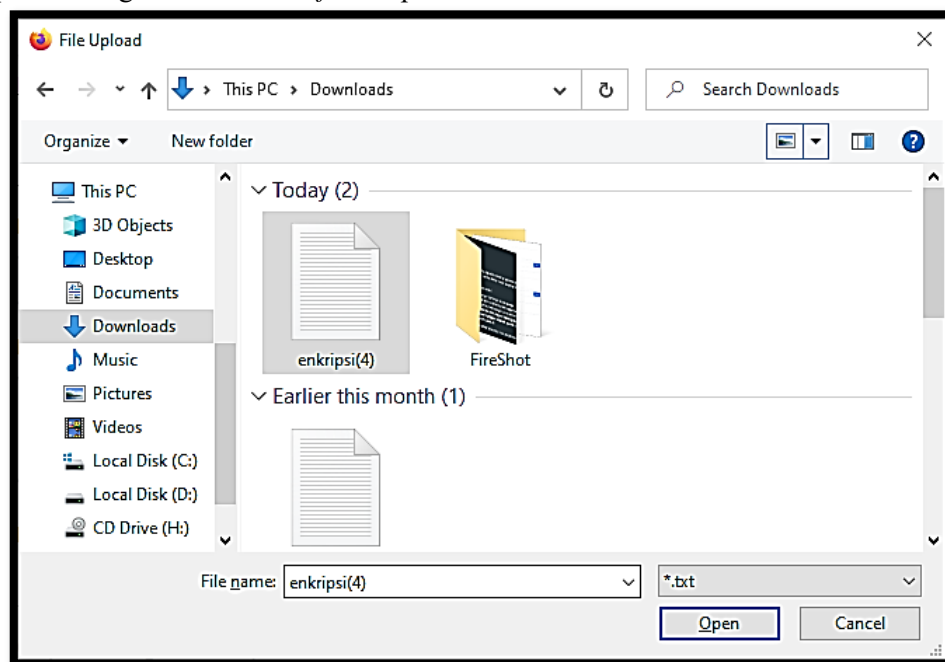 File Upload
This PC > Downloads
Search Downloads
Organize
New folder
This PC
3D Objects
Desktop
Documents
Downloads
Music
Pictures
Videos
Local Disk (C:)
Local Disk (D:)
CD Drive (H:)
Today (2)
enkripsi(4)
FireShot
Earlier this month (1)
File name: enkripsi(4)
*.txt
Open
Cancel